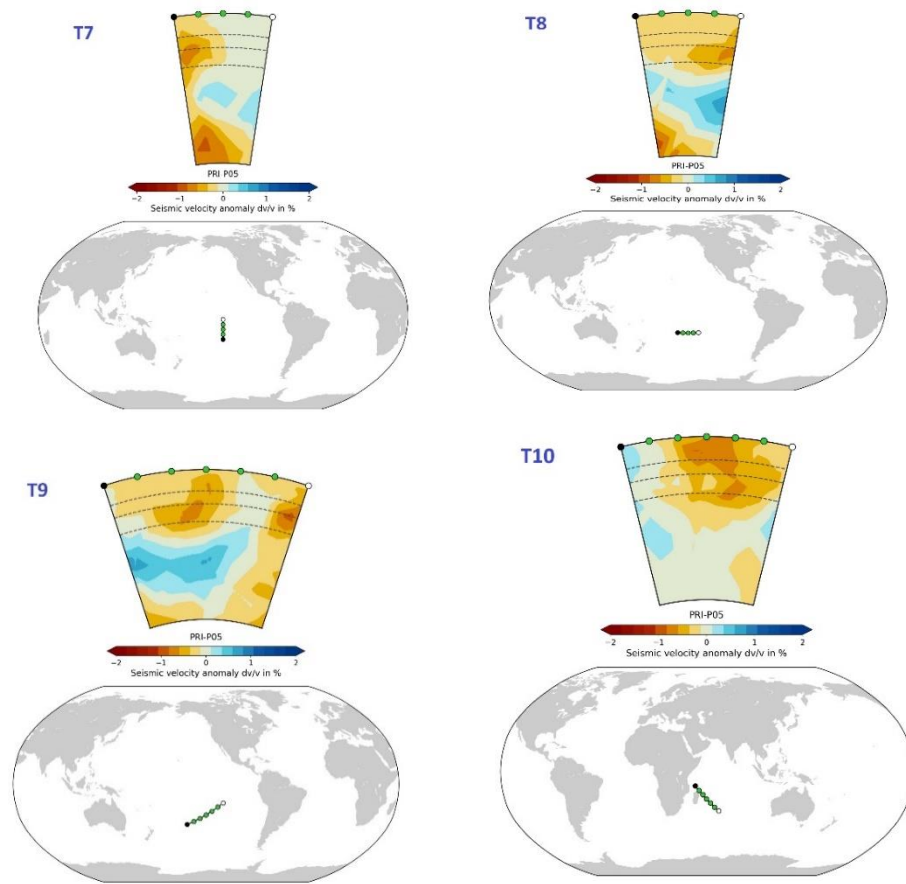 T7
PRI P05
−2 −1 0 1 2
Seismic velocity anomaly dv/v in %
T8
PRI-P05
−2 −1 0 1 2
Seismic velocity anomaly dv/v in %
T9
PRI-P05
−2 −1 0 1 2
Seismic velocity anomaly dv/v in %
T10
PRI-P05
−2 −1 0 1 2
Seismic velocity anomaly dv/v in %